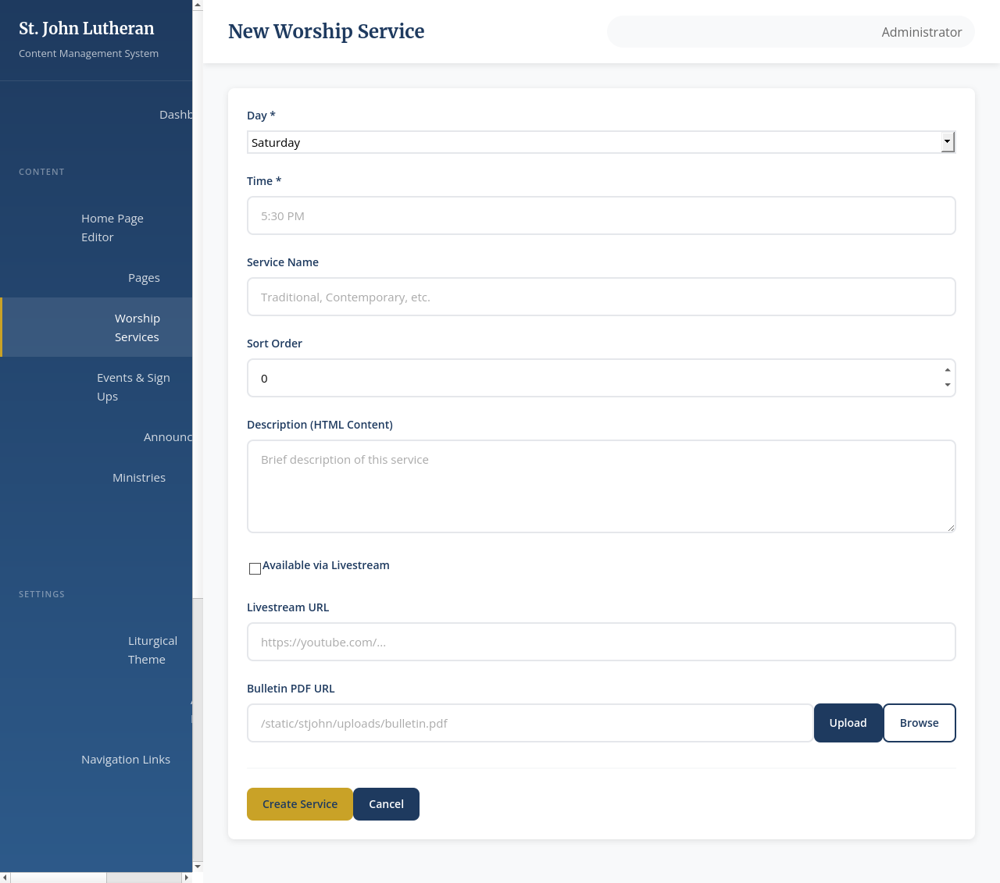 St. John Lutheran
Content Management System
CONTENT
Home Page
Editor
Pages
Worship
Services
Events & Sign
Ups
Ministries
SETTINGS
Liturgical
Theme
Navigation Links
New Worship Service
Administrator
Day *
Saturday
Time *
5:30 PM
Service Name
Traditional, Contemporary, etc.
Sort Order
0
Description (HTML Content)
Brief description of this service
Available via Livestream
Livestream URL
https://youtube.com/...
Bulletin PDF URL
/static/stjohn/uploads/bulletin.pdf
Upload
Browse
Create Service
Cancel